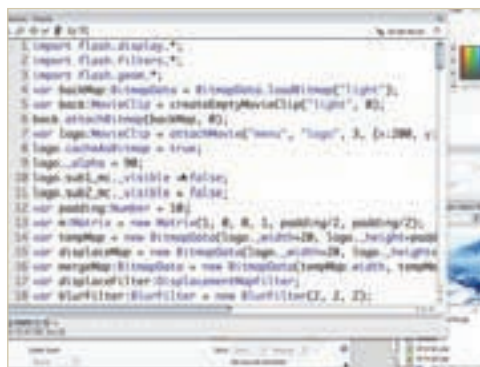 1 import flash.display.*;
2 import flash.filters.*;
3 import flash.geom.*;
4 var backMap:BitmapData = BitmapData.loadBitmap("light");
5 var back:MovieClip = createEmptyMovieClip("light", 0);
6 back.attachBitmap(backMap, 0);
7 var logo:MovieClip = attachMovie("menu", "logo", 3, {x:200, y:
8 logo.cacheAsBitmap = true;
9 logo._alpha = 90;
10 logo.sub1_mc._visible = false;
11 logo.sub2_mc._visible = false;
12 var padding:Number = 10;
13 var m:Matrix = new Matrix(1, 0, 0, 1, padding/2, padding/2);
14 var tempMap = new BitmapData(logo._width+20, logo._height+padd
15 var displaceMap = new BitmapData(logo._width+20, logo._height+
16 var mergeMap:BitmapData = new BitmapData(tempMap.width, tempMa
17 var displaceFilter:DisplacementMapFilter;
18 var blurFilter:BlurFilter = new BlurFilter(2, 2, 2);